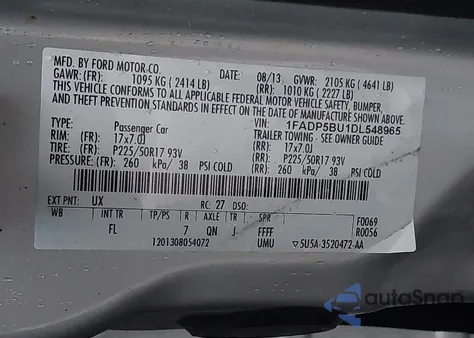 MFD. BY FORD MOTOR CO.
08/13 GVWR: 2105 KG ( 4641 LB)
GAWR: (FR) 1095 KG ( 2414 LB) (RR) 1010 KG ( 2227 LB)
THIS VEHICLE CONFORMS TO ALL APPLICABLE FEDERAL MOTOR VEHICLE SAFETY, BUMPER,
AND THEFT PREVENTION STANDARDS IN EFFECT ON THE DATE OF MANUFACTURE SHOWN ABOVE.
VIN: 1FADP5BU1DL548965
TYPE: Passenger Car TRAILER TOWING - SEE OWNER GUIDE
RIM: (FR) 17x7.0J (RR) 17x7.0J
TIRE: (FR) P225/50R17 93V (RR) P225/50R17 93V
PRESSURE: (FR) 260 kPa/ 38 PSI COLD (RR) 260 kPa/ 38 PSI COLD
EXT PNT: UX RC: 27 DSO:
WB INT TR TP/PS R AXLE TR SPR F0069
FL 7 QN J FFFF R0056
1201308054072 UMU 5U5A-3520472-AA
autoSnap